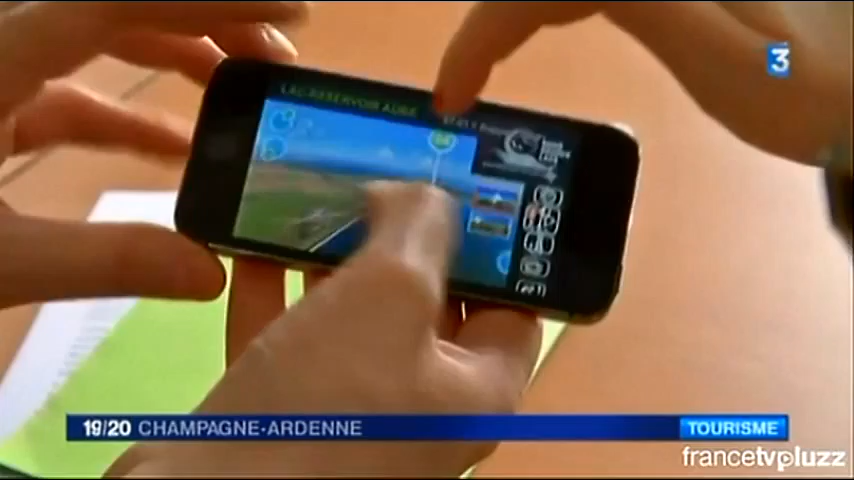 3
LAC-RESERVOIR AUBE
19/20 CHAMPAGNE-ARDENNE
TOURISME
francetvpluzz